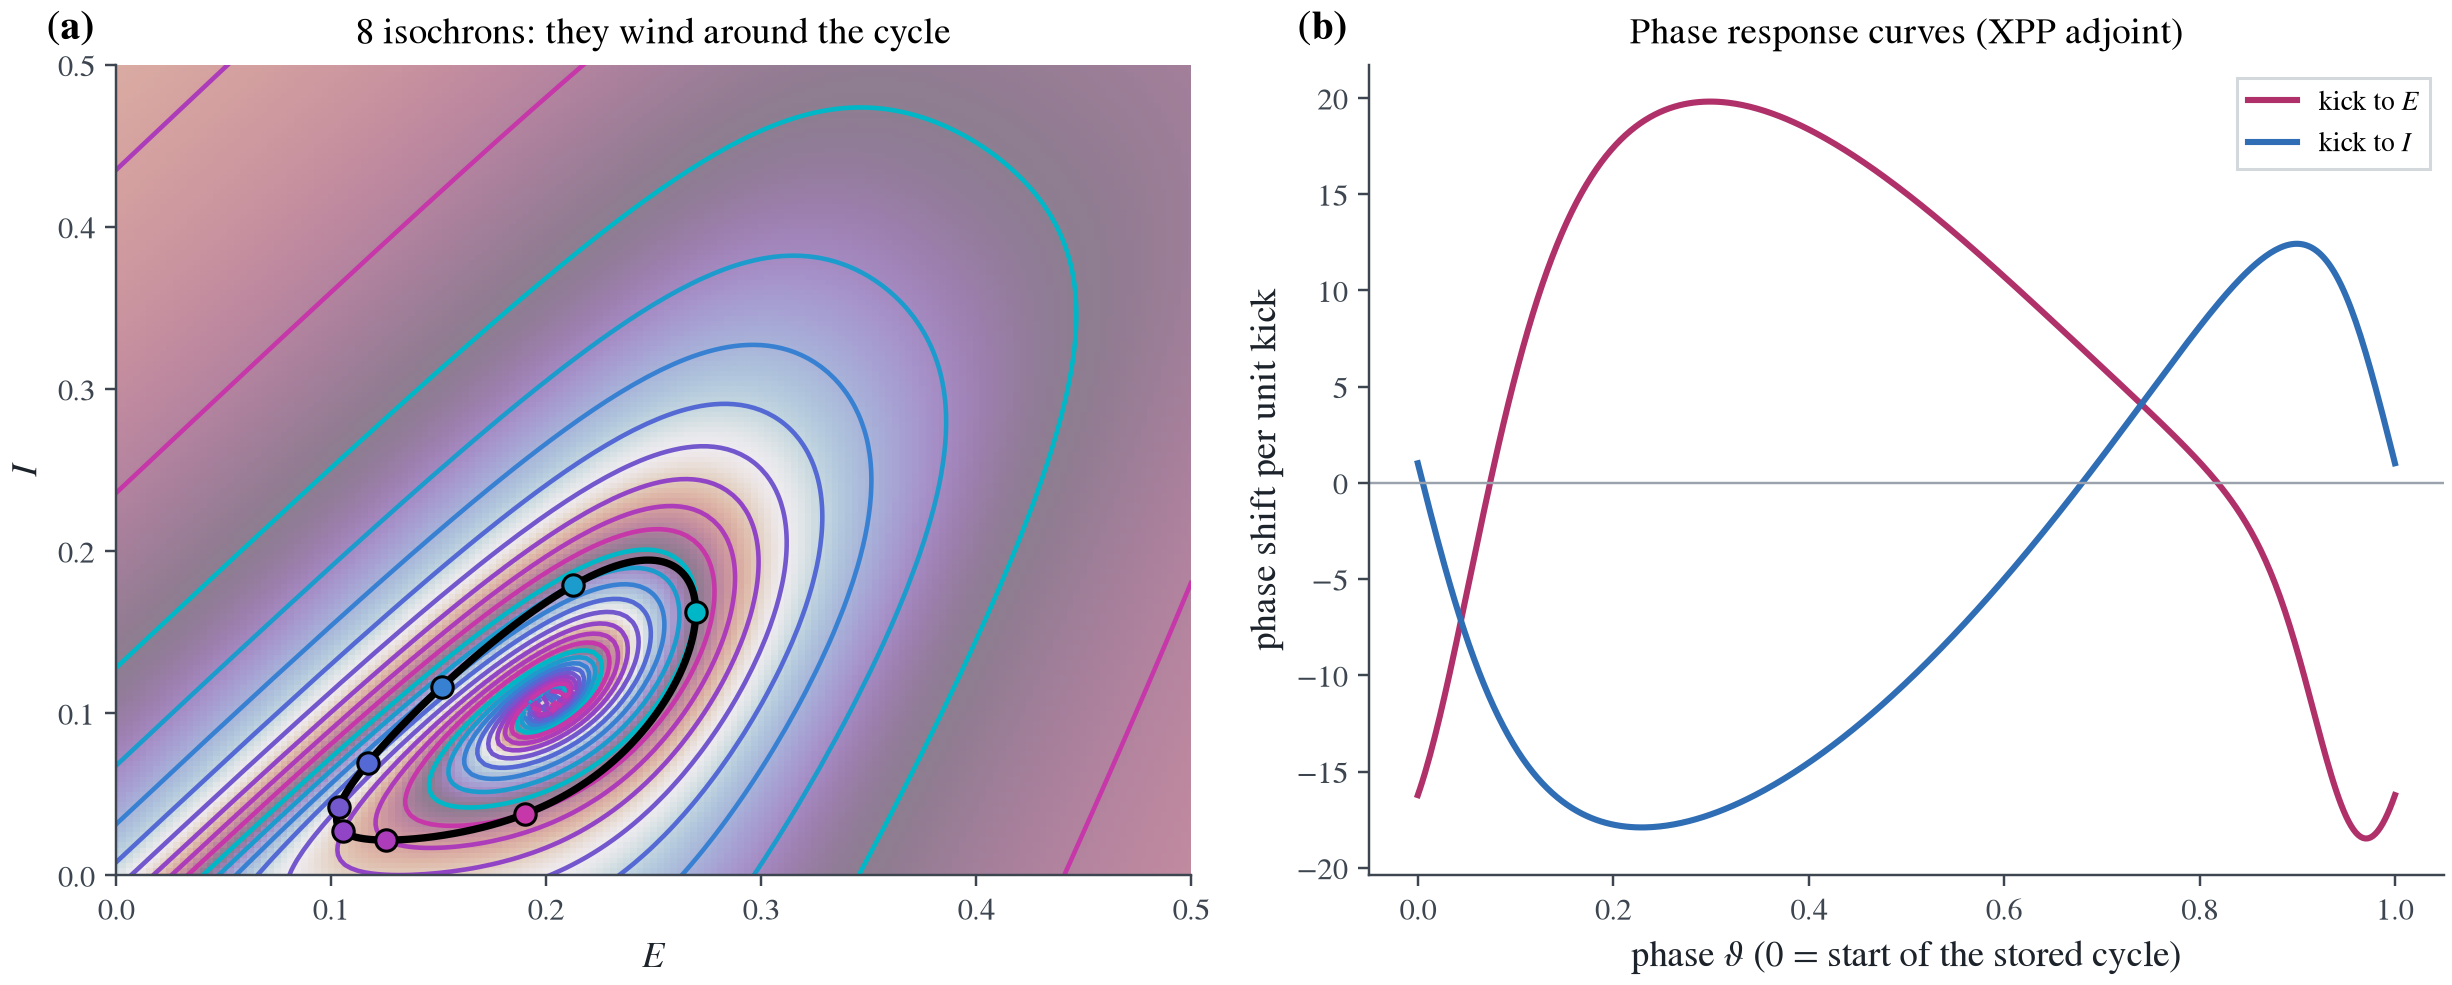 (a)
8 isochrons: they wind around the cycle
0.5
0.4
0.3
0.2
0.1
0.0
I
0.0 0.1 0.2 0.3 0.4 0.5
E
(b)
Phase response curves (XPP adjoint)
kick to E
kick to I
20
15
10
5
0
−5
−10
−15
−20
phase shift per unit kick
0.0 0.2 0.4 0.6 0.8 1.0
phase ϑ (0 = start of the stored cycle)